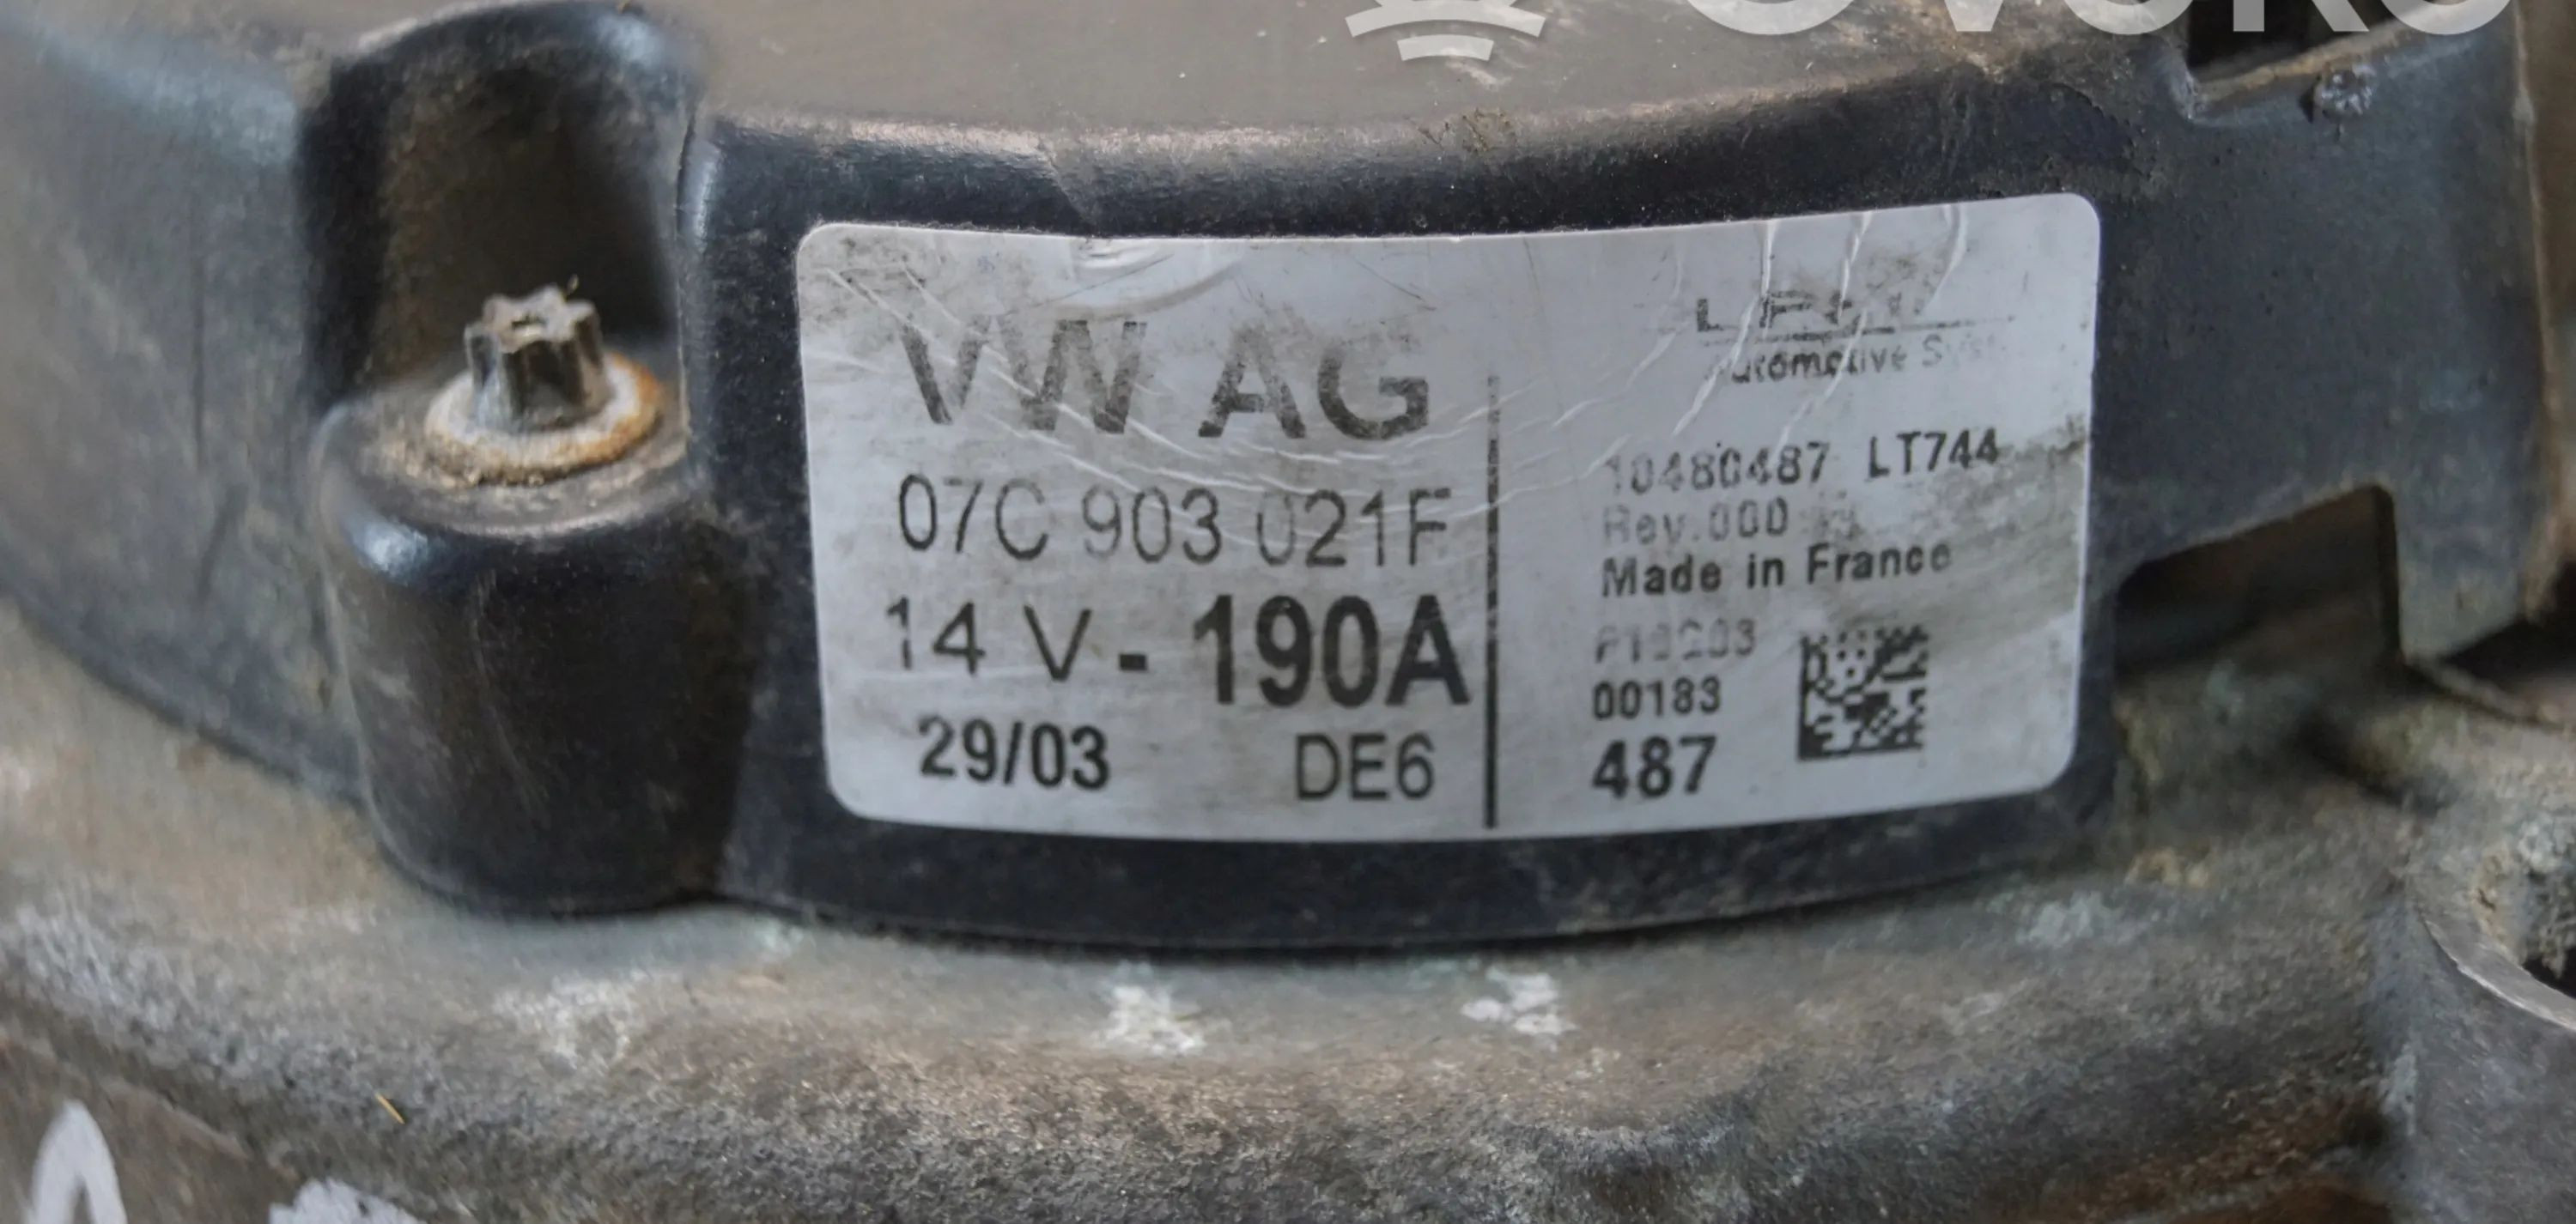 VW AG
07C 903 021F
14 V - 190A
29/03 DE6
Automotive
10480487 LT744
Rev.000
Made in France
00183
487